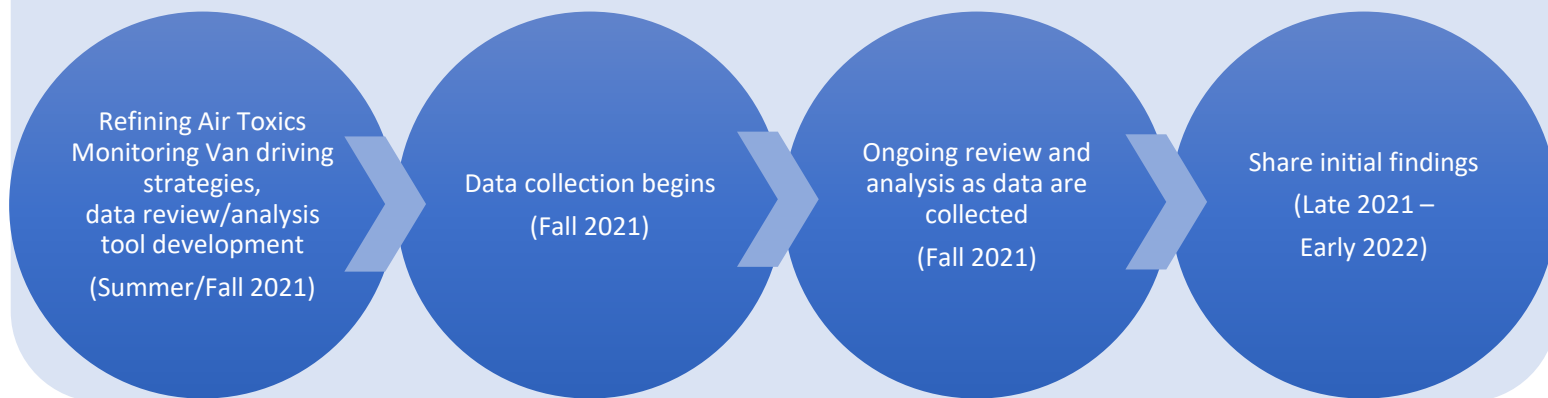 Refining Air Toxics
Monitoring Van driving
strategies,
data review/analysis
tool development
(Summer/Fall 2021)
Data collection begins
(Fall 2021)
Ongoing review and
analysis as data are
collected
(Fall 2021)
Share initial findings
(Late 2021 –
Early 2022)